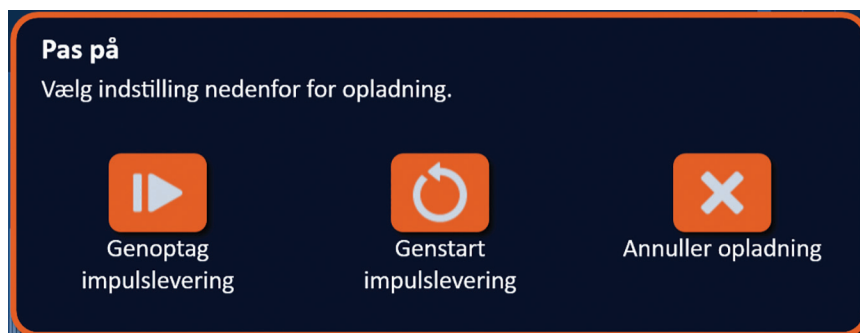 Pas på
Vælg indstilling nedenfor for opladning.
Genoptag
impulslevering
Genstart
impulslevering
Annuller opladning